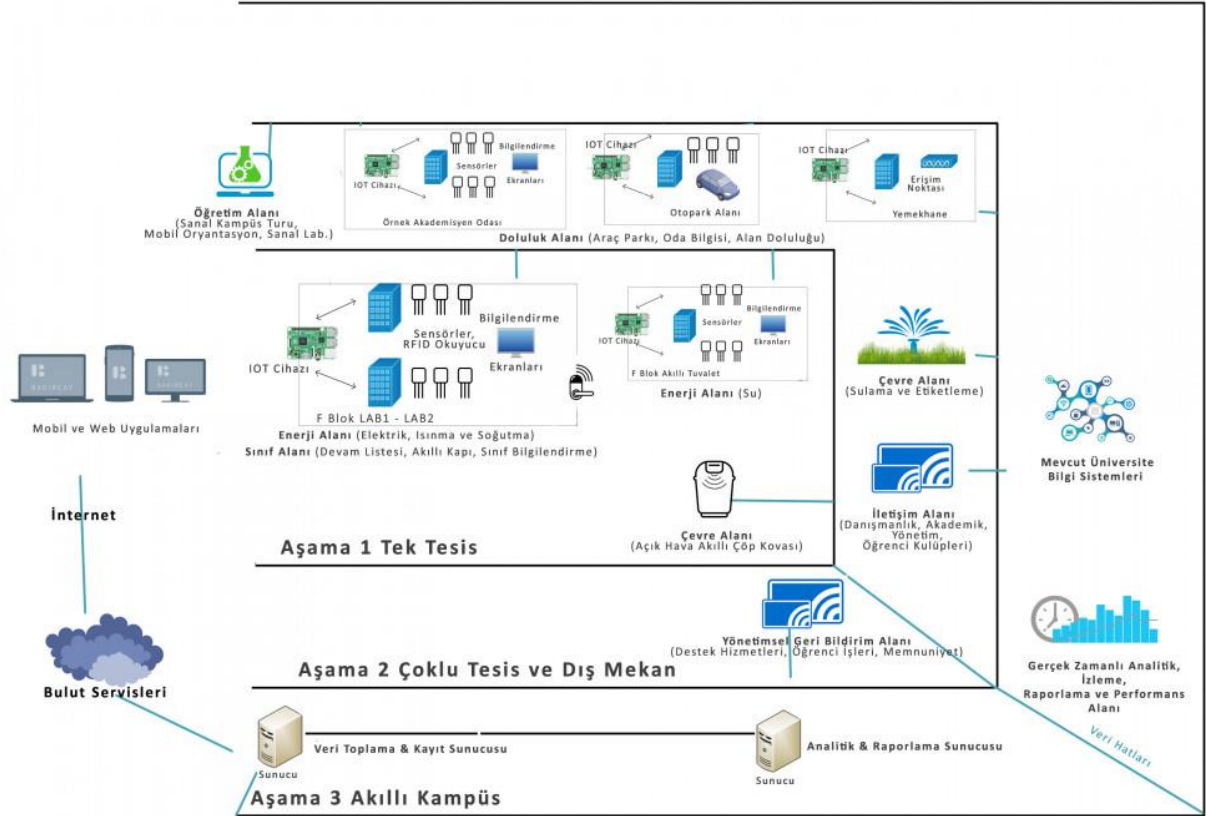 IOT Cihazı
Sensörler
Bilgilendirme
Ekranları
Örnek Akademisyen Odası
IOT Cihazı
Otopark Alanı
IOT Cihazı
Erişim
Noktası
Yemekhane
Öğretim Alanı
(Sanal Kampüs Turu,
Mobil Oryantasyon, Sanal Lab.)
Doluluk Alanı (Araç Parkı, Oda Bilgisi, Alan Doluluğu)
IOT Cihazı
Sensörler,
RFID Okuyucu
Bilgilendirme
Ekranları
F Blok LAB1 - LAB2
Enerji Alanı (Elektrik, Isınma ve Soğutma)
Sınıf Alanı (Devam Listesi, Akıllı Kapı, Sınıf Bilgilendirme)
IOT Cihazı
Sensörler
Bilgilendirme
Ekranları
F Blok Akıllı Tuvalet
Enerji Alanı (Su)
Çevre Alanı
(Sulama ve Etiketleme)
Mobil ve Web Uygulamaları
Mevcut Üniversite
Bilgi Sistemleri
İletişim Alanı
(Danışmanlık, Akademik,
Yönetim,
Öğrenci Kulüpleri)
İnternet
Çevre Alanı
(Açık Hava Akıllı Çöp Kovası)
Aşama 1 Tek Tesis
Yönetimsel Geri Bildirim Alanı
(Destek Hizmetleri, Öğrenci İşleri, Memnuniyet)
Aşama 2 Çoklu Tesis ve Dış Mekan
Gerçek Zamanlı Analitik,
İzleme,
Raporlama ve Performans
Alanı
Bulut Servisleri
Veri Hatları
Veri Toplama & Kayıt Sunucusu
Sunucu
Analitik & Raporlama Sunucusu
Sunucu
Aşama 3 Akıllı Kampüs